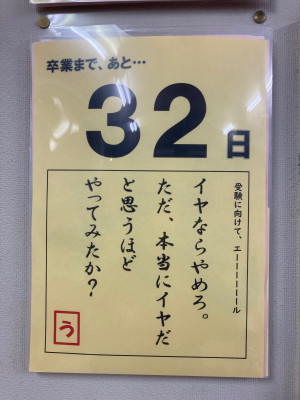 卒業まで、あと…
32日
受験に向けて、エーーーーーール
イヤならやめろ。
ただ、本当にイヤだ
と思うほど
やってみたか?
う